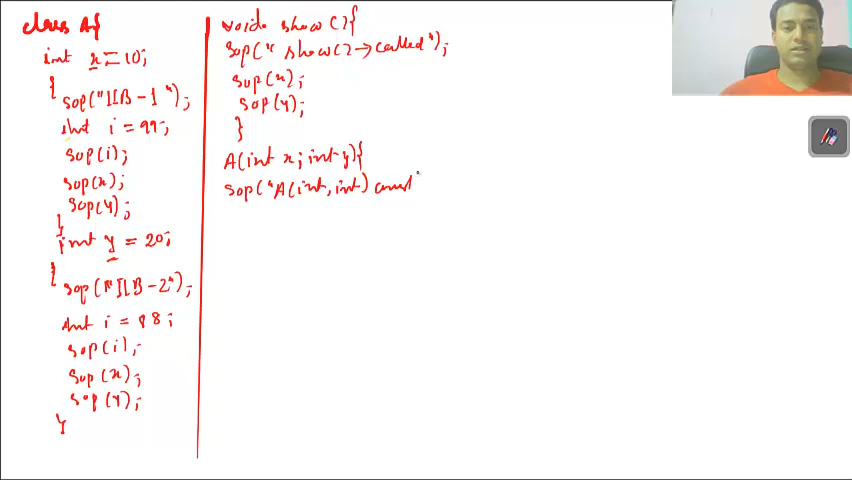 class A{
int x = 10;
{
sop("IIB - 1");
int i = 99;
sop(i);
sop(x);
sop(y);
}
int y = 20;
{
sop("IIB - 2");
int i = 98;
sop(i);
sop(x);
sop(y);
}
void show(){
sop("show() → called");
sop(x);
sop(y);
}
A(int x; int y){
sop("A(int, int) const